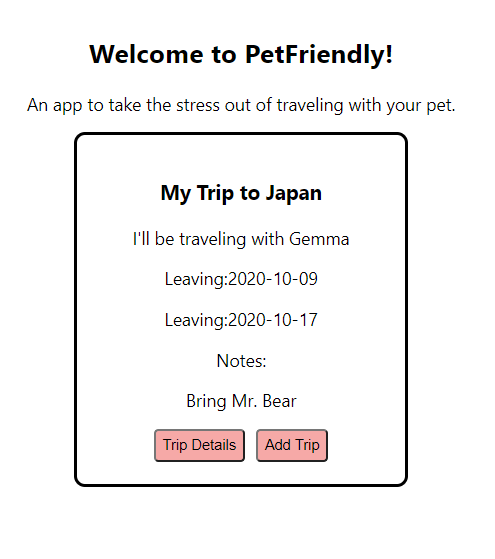 Welcome to PetFriendly!
An app to take the stress out of traveling with your pet.
My Trip to Japan
I'll be traveling with Gemma
Leaving:2020-10-09
Leaving:2020-10-17
Notes:
Bring Mr. Bear
Trip Details Add Trip